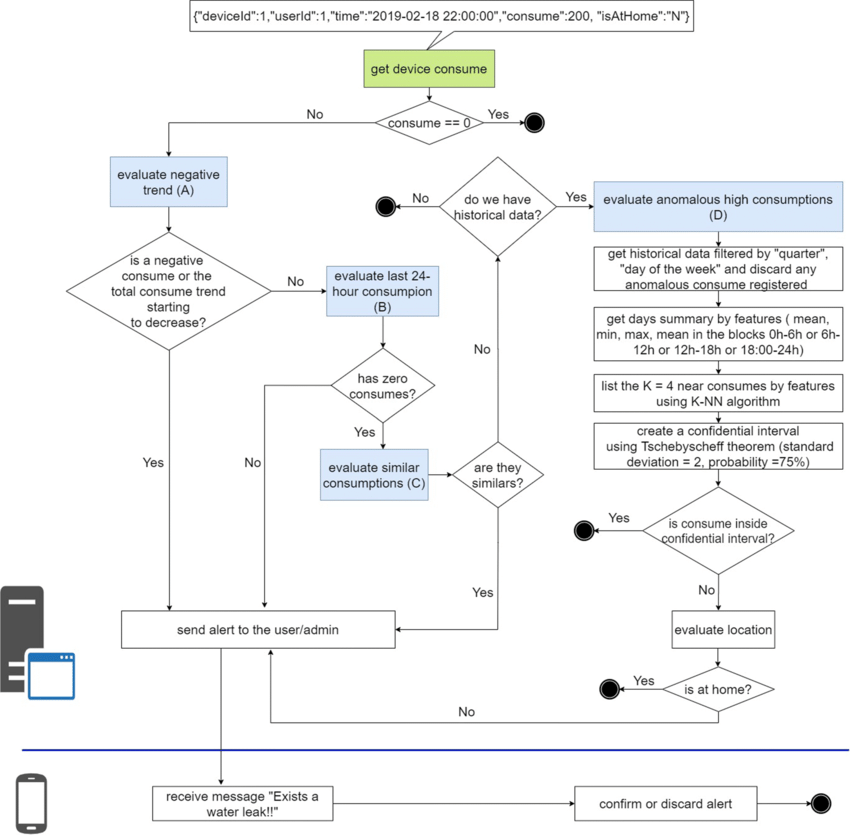 {"deviceId":1,"userId":1,"time":"2019-02-18 22:00:00","consume":200, "isAtHome":"N"}
get device consume
No
consume == 0
Yes
evaluate negative
trend (A)
No
do we have
historical data?
Yes
evaluate anomalous high consumptions
(D)
is a negative
consume or the
total consume trend
starting
to decrease?
No
evaluate last 24-
hour consumpion
(B)
get historical data filtered by "quarter",
"day of the week" and discard any
anomalous consume registered
get days summary by features ( mean,
min, max, mean in the blocks 0h-6h or 6h-
12h or 12h-18h or 18:00-24h)
No
has zero
consumes?
list the K = 4 near consumes by features
using K-NN algorithm
Yes
create a confidential interval
using Tschebyscheff theorem (standard
deviation = 2, probability =75%)
Yes
No
evaluate similar
consumptions (C)
are they
similars?
Yes
is consume inside
confidential interval?
Yes
No
send alert to the user/admin
evaluate location
Yes
is at home?
No
receive message "Exists a
water leak!!"
confirm or discard alert